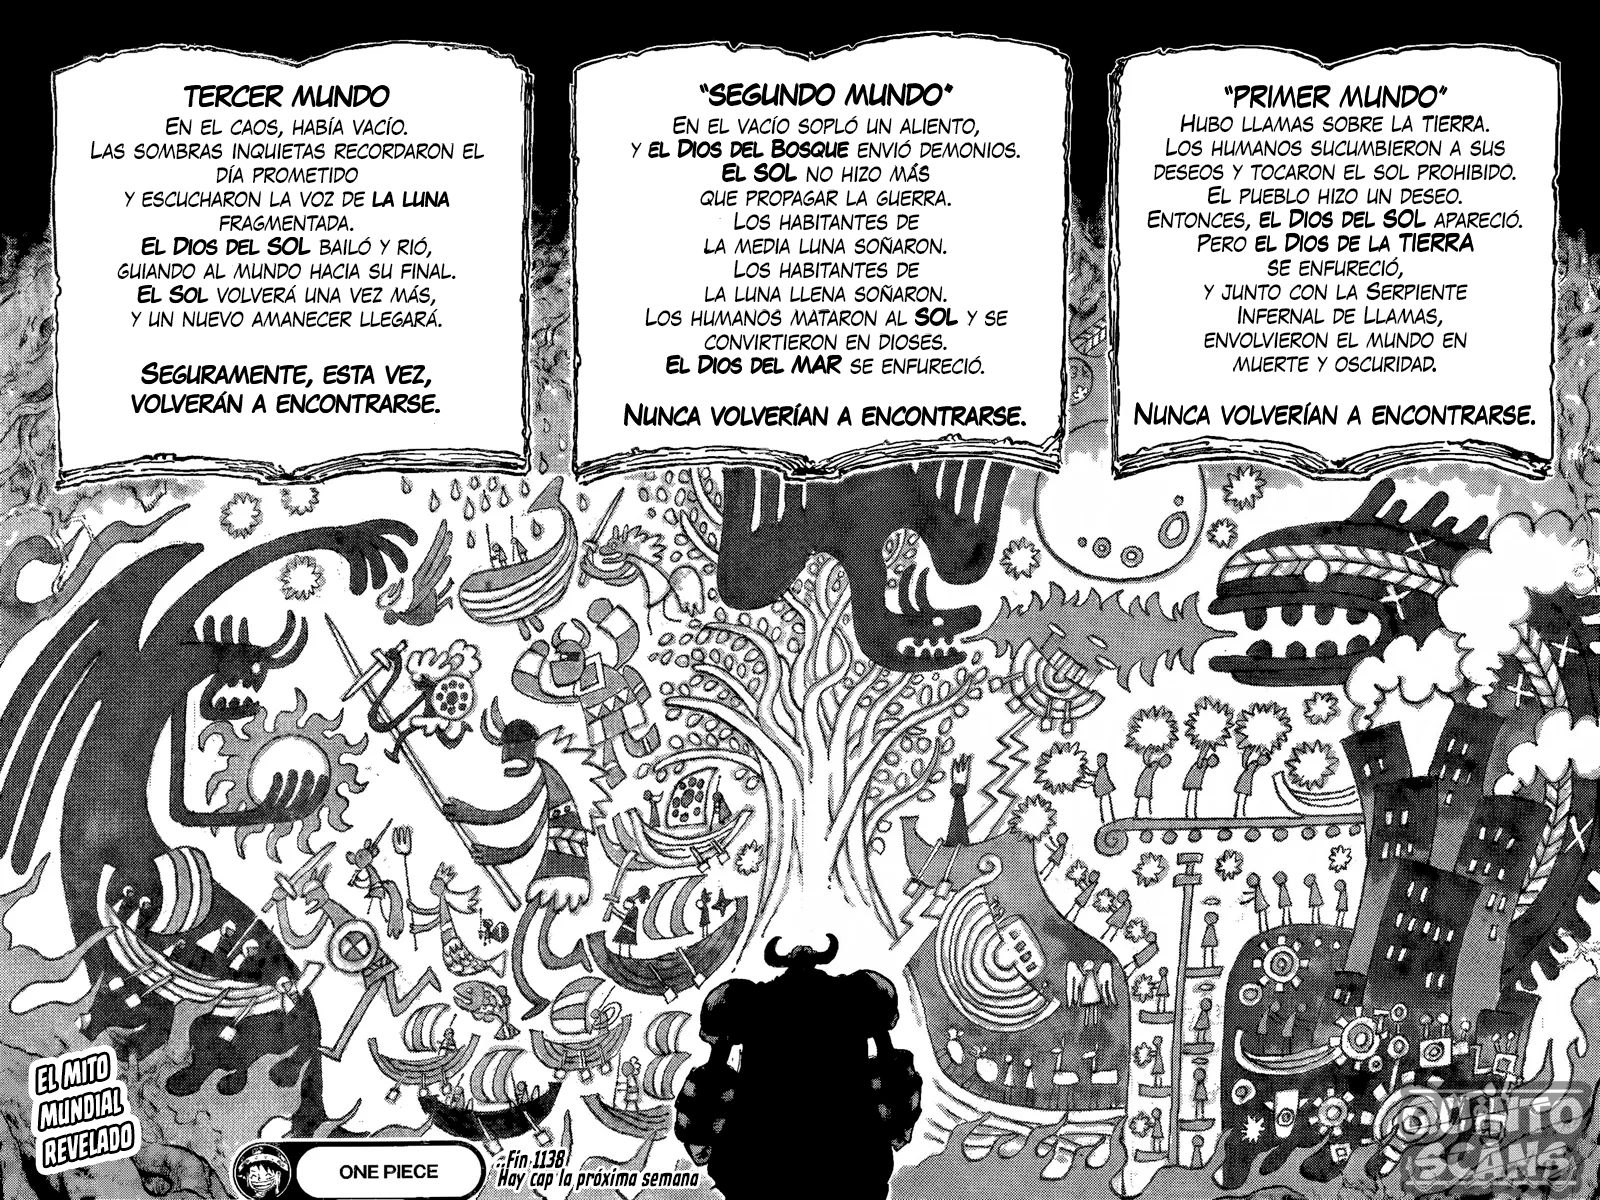 "PRIMER MUNDO"
HUBO LLAMAS SOBRE LA TIERRA.
LOS HUMANOS SUCUMBIERON A SUS
DESEOS Y TOCARON EL SOL PROHIBIDO.
EL PUEBLO HIZO UN DESEO.
ENTONCES, EL DIOS DEL SOL APARECIÓ.
PERO EL DIOS DE LA TIERRA
SE ENFURECIÓ,
Y JUNTO CON LA SERPIENTE
INFERNAL DE LLAMAS,
ENVOLVIERON EL MUNDO EN
MUERTE Y OSCURIDAD.
NUNCA VOLVERÍAN A ENCONTRARSE.
"SEGUNDO MUNDO"
EN EL VACÍO SOPLÓ UN ALIENTO,
Y EL DIOS DEL BOSQUE ENVIÓ DEMONIOS.
EL SOL NO HIZO MÁS
QUE PROPAGAR LA GUERRA.
LOS HABITANTES DE
LA MEDIA LUNA SOÑARON.
LOS HABITANTES DE
LA LUNA LLENA SOÑARON.
LOS HUMANOS MATARON AL SOL Y SE
CONVIRTIERON EN DIOSES.
EL DIOS DEL MAR SE ENFURECIÓ.
NUNCA VOLVERÍAN A ENCONTRARSE.
TERCER MUNDO
EN EL CAOS, HABÍA VACÍO.
LAS SOMBRAS INQUIETAS RECORDARON EL
DÍA PROMETIDO
Y ESCUCHARON LA VOZ DE LA LUNA
FRAGMENTADA.
EL DIOS DEL SOL BAILÓ Y RIÓ,
GUIANDO AL MUNDO HACIA SU FINAL.
EL SOL VOLVERÁ UNA VEZ MÁS,
Y UN NUEVO AMANECER LLEGARÁ.
SEGURAMENTE, ESTA VEZ,
VOLVERÁN A ENCONTRARSE.
EL MITO
MUNDIAL
REVELADO
ONE PIECE
-Fin 1138
Hay cap la próxima semana
QUINTO
SCANS